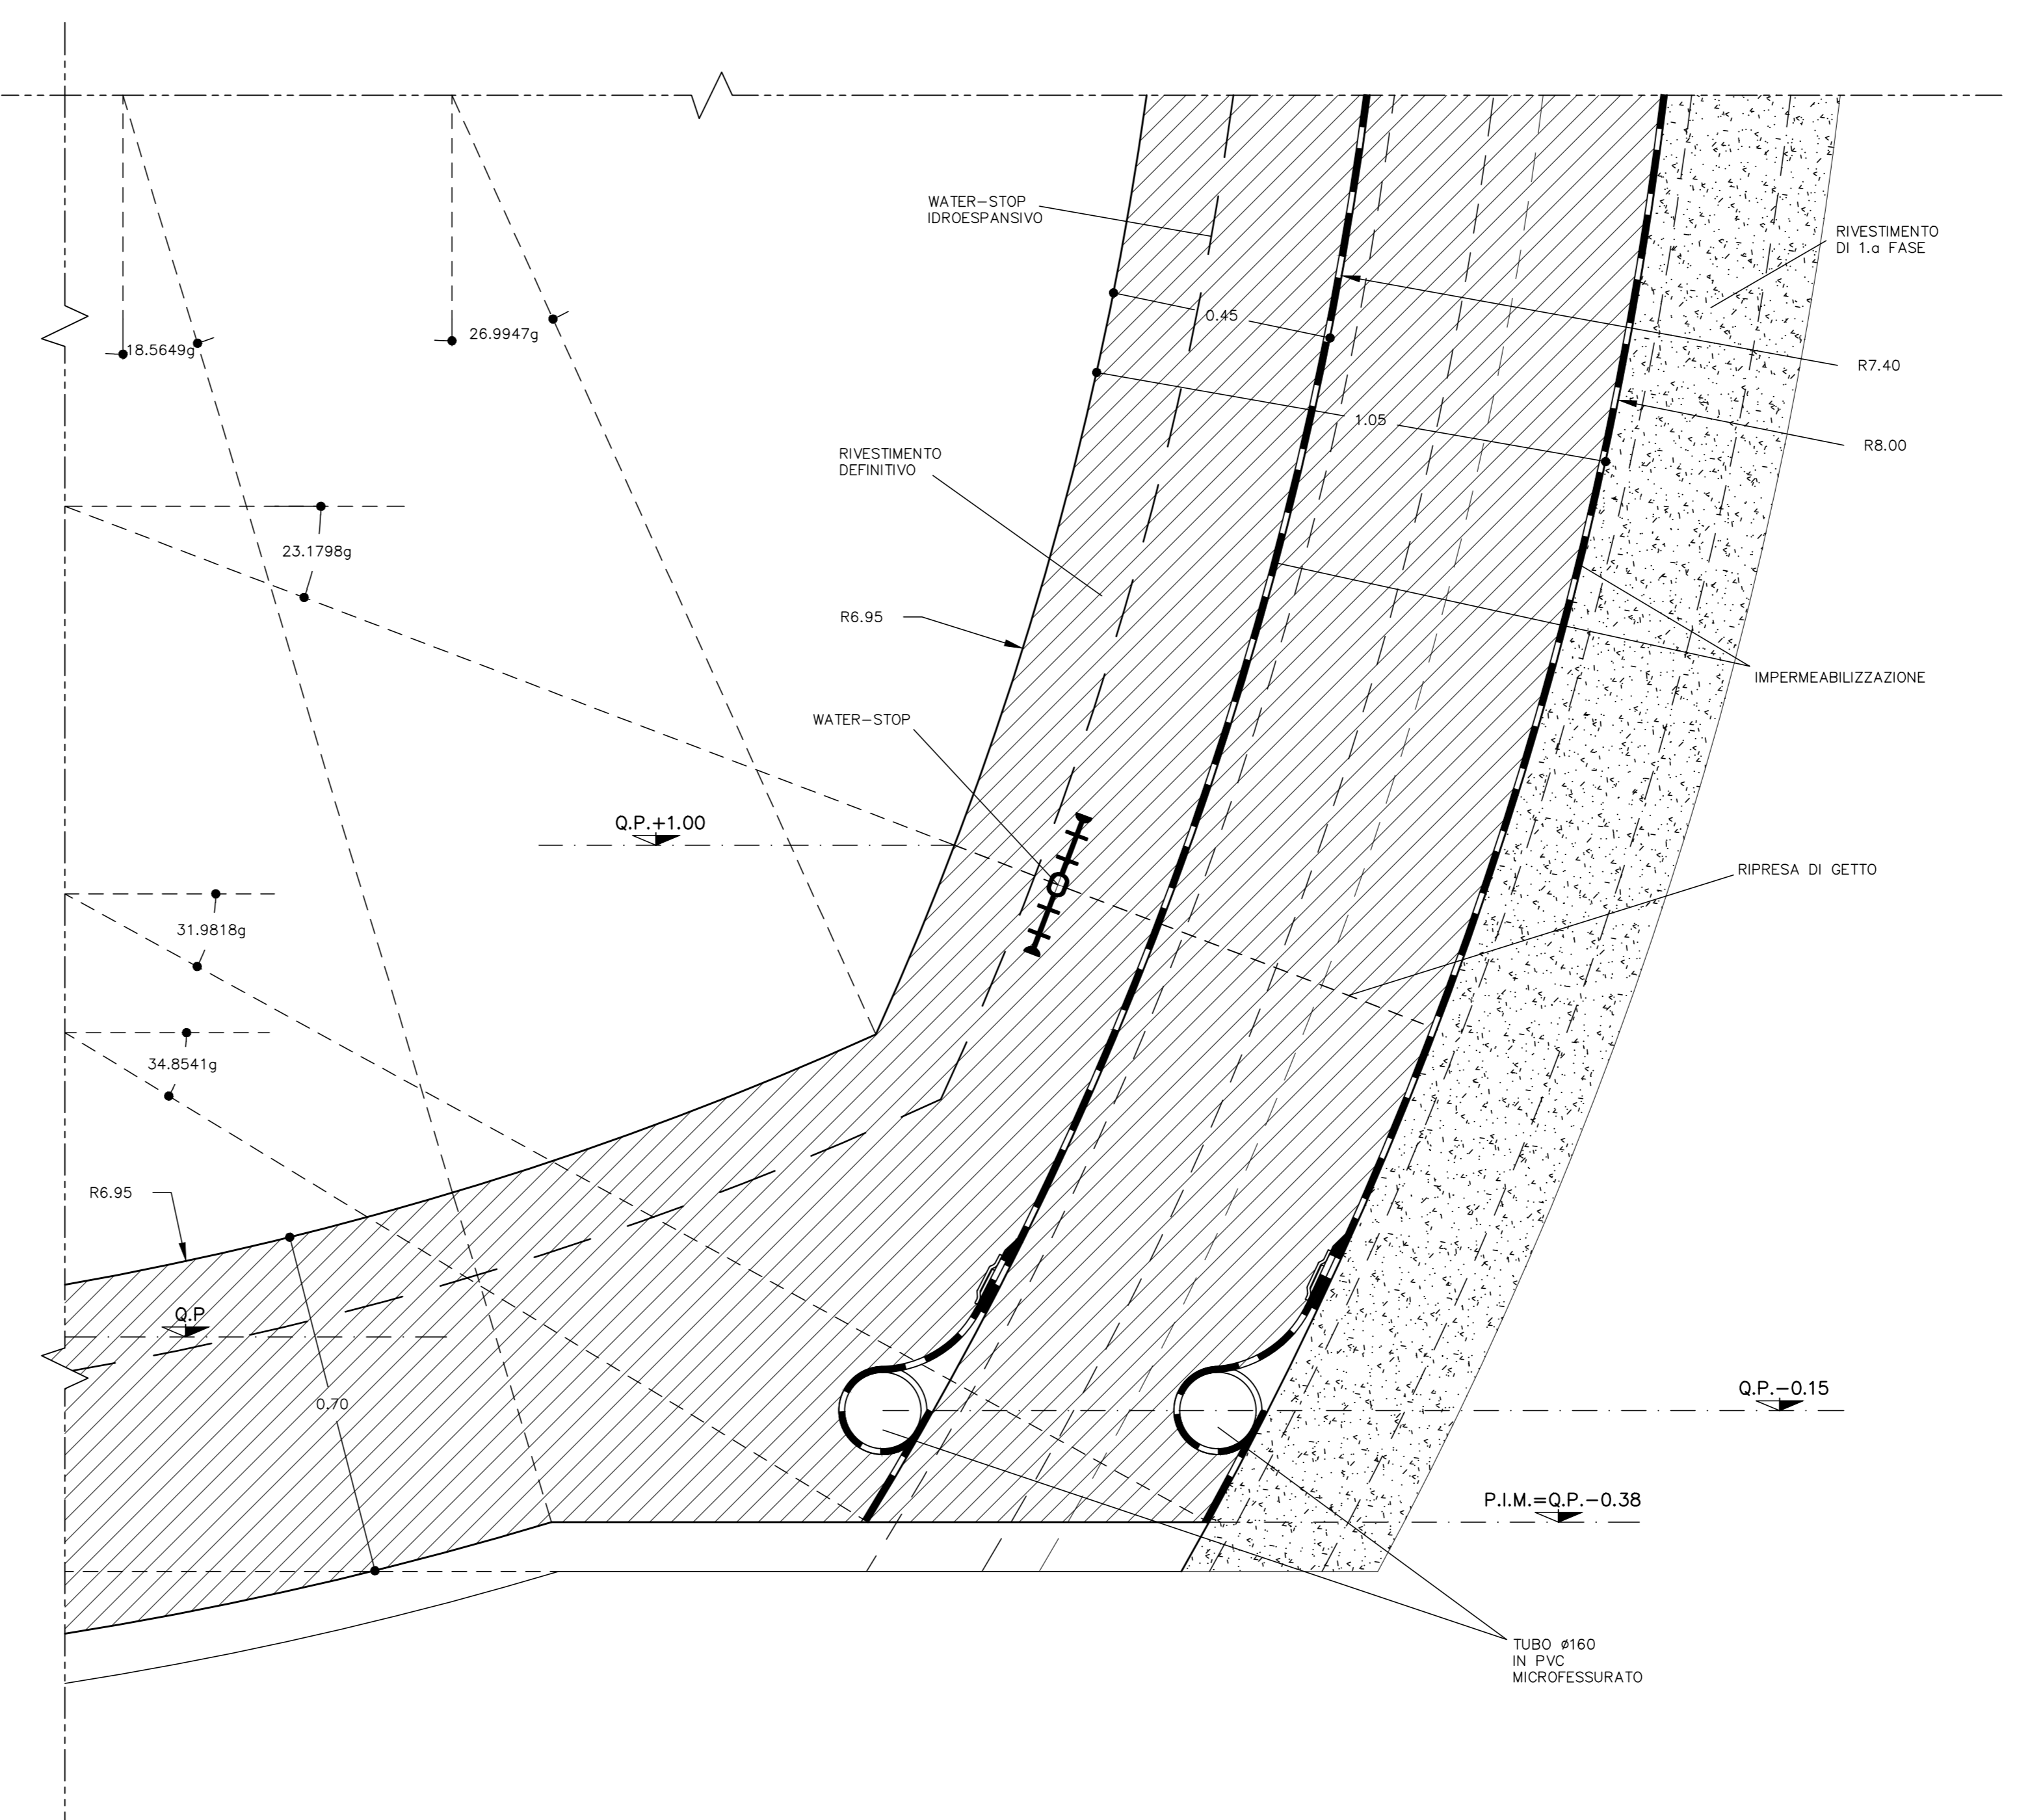 WATER-STOP
IDROESPANSIVO
RIVESTIMENTO
DI 1.a FASE
0.45
26.9947g
18.5649g
R7.40
1.05
R8.00
RIVESTIMENTO
DEFINITIVO
23.1798g
R6.95
IMPERMEABILIZZAZIONE
WATER-STOP
Q.P.+1.00
RIPRESA DI GETTO
31.9818g
34.8541g
R6.95
Q.P.
0.70
Q.P.-0.15
P.I.M.=Q.P.-0.38
TUBO ø160
IN PVC
MICROFESSURATO